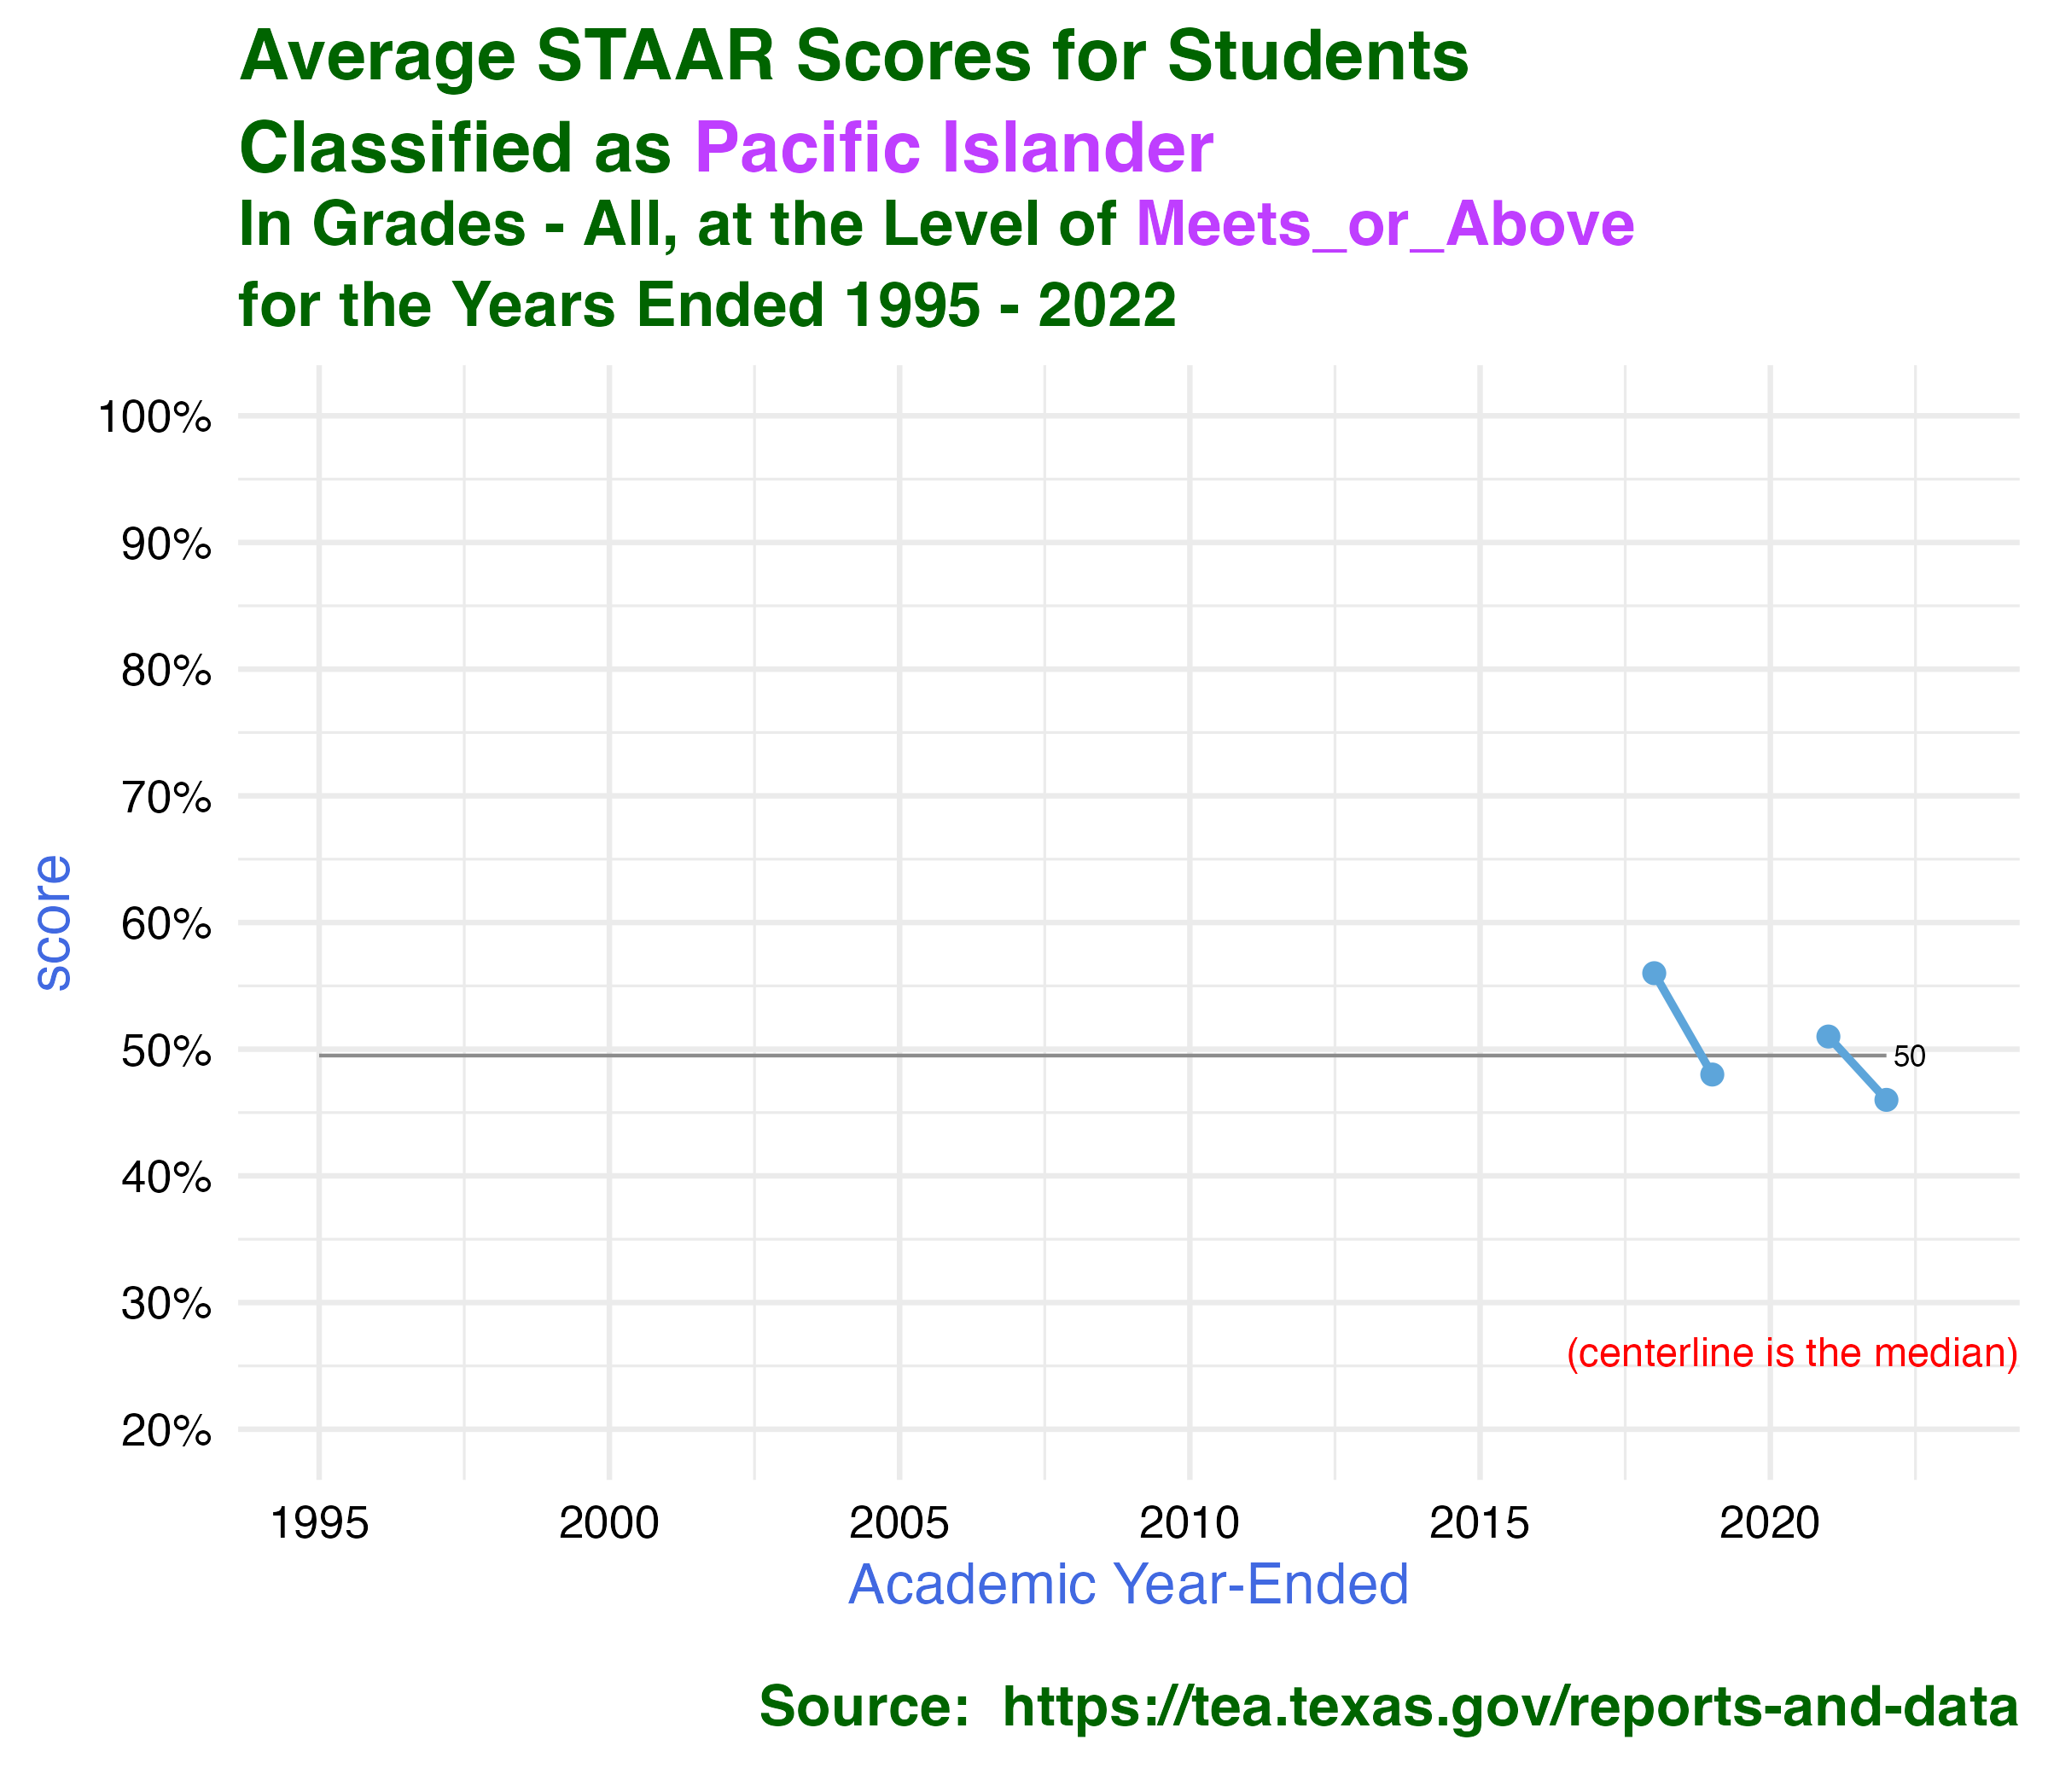 Average STAAR Scores for Students
Classified as Pacific Islander
In Grades - All, at the Level of Meets_or_Above
for the Years Ended 1995 - 2022
100%
90%
80%
70%
60%
50%
40%
30%
20%
score
50
(centerline is the median)
1995 2000 2005 2010 2015 2020
Academic Year-Ended
Source:  https://tea.texas.gov/reports-and-data